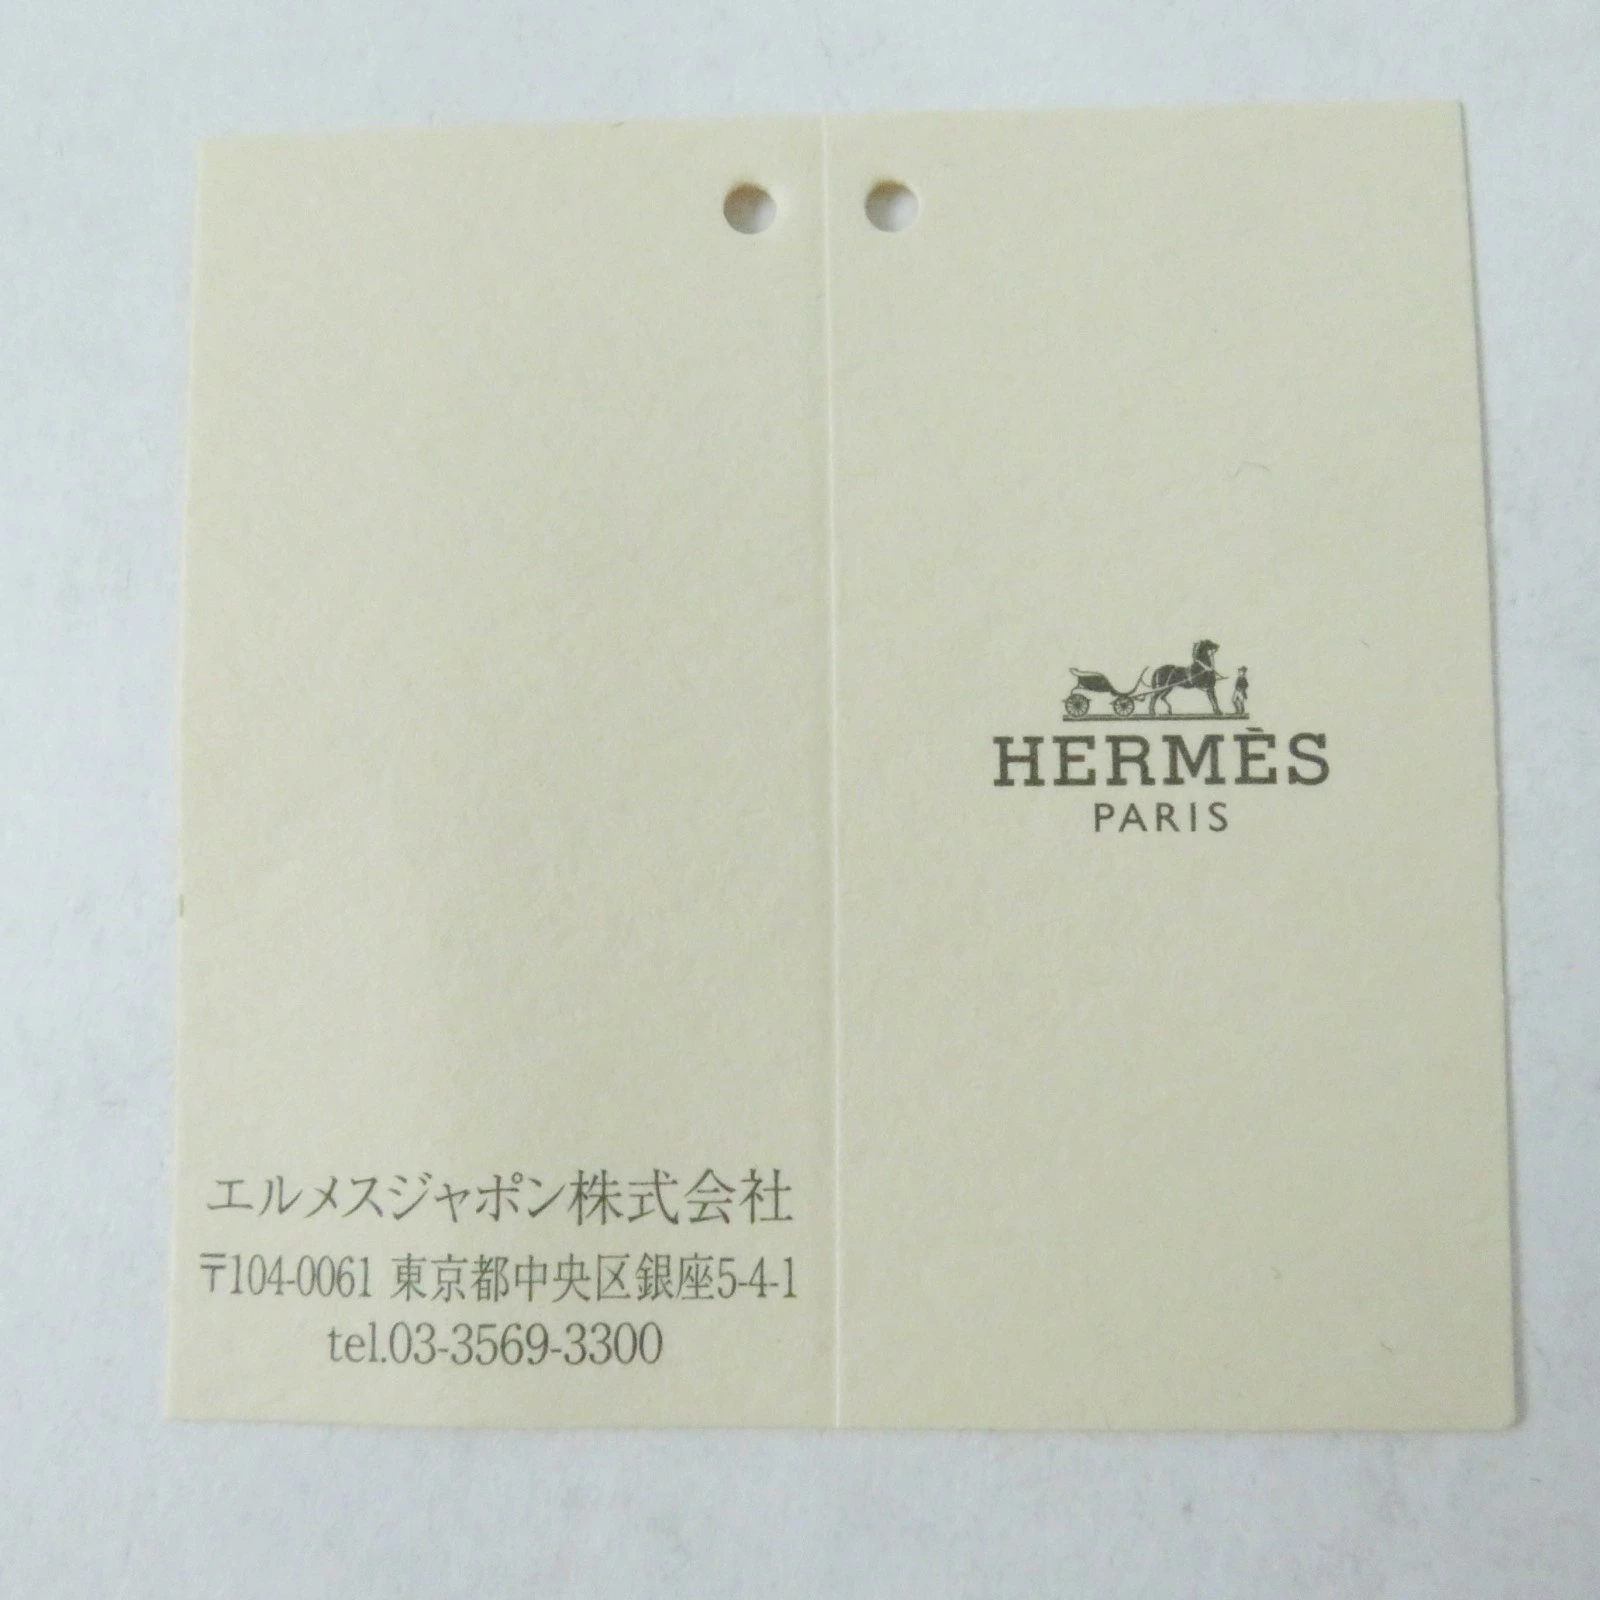 HERMÈS
PARIS
エルメスジャポン株式会社
〒104-0061 東京都中央区銀座5-4-1
tel.03-3569-3300